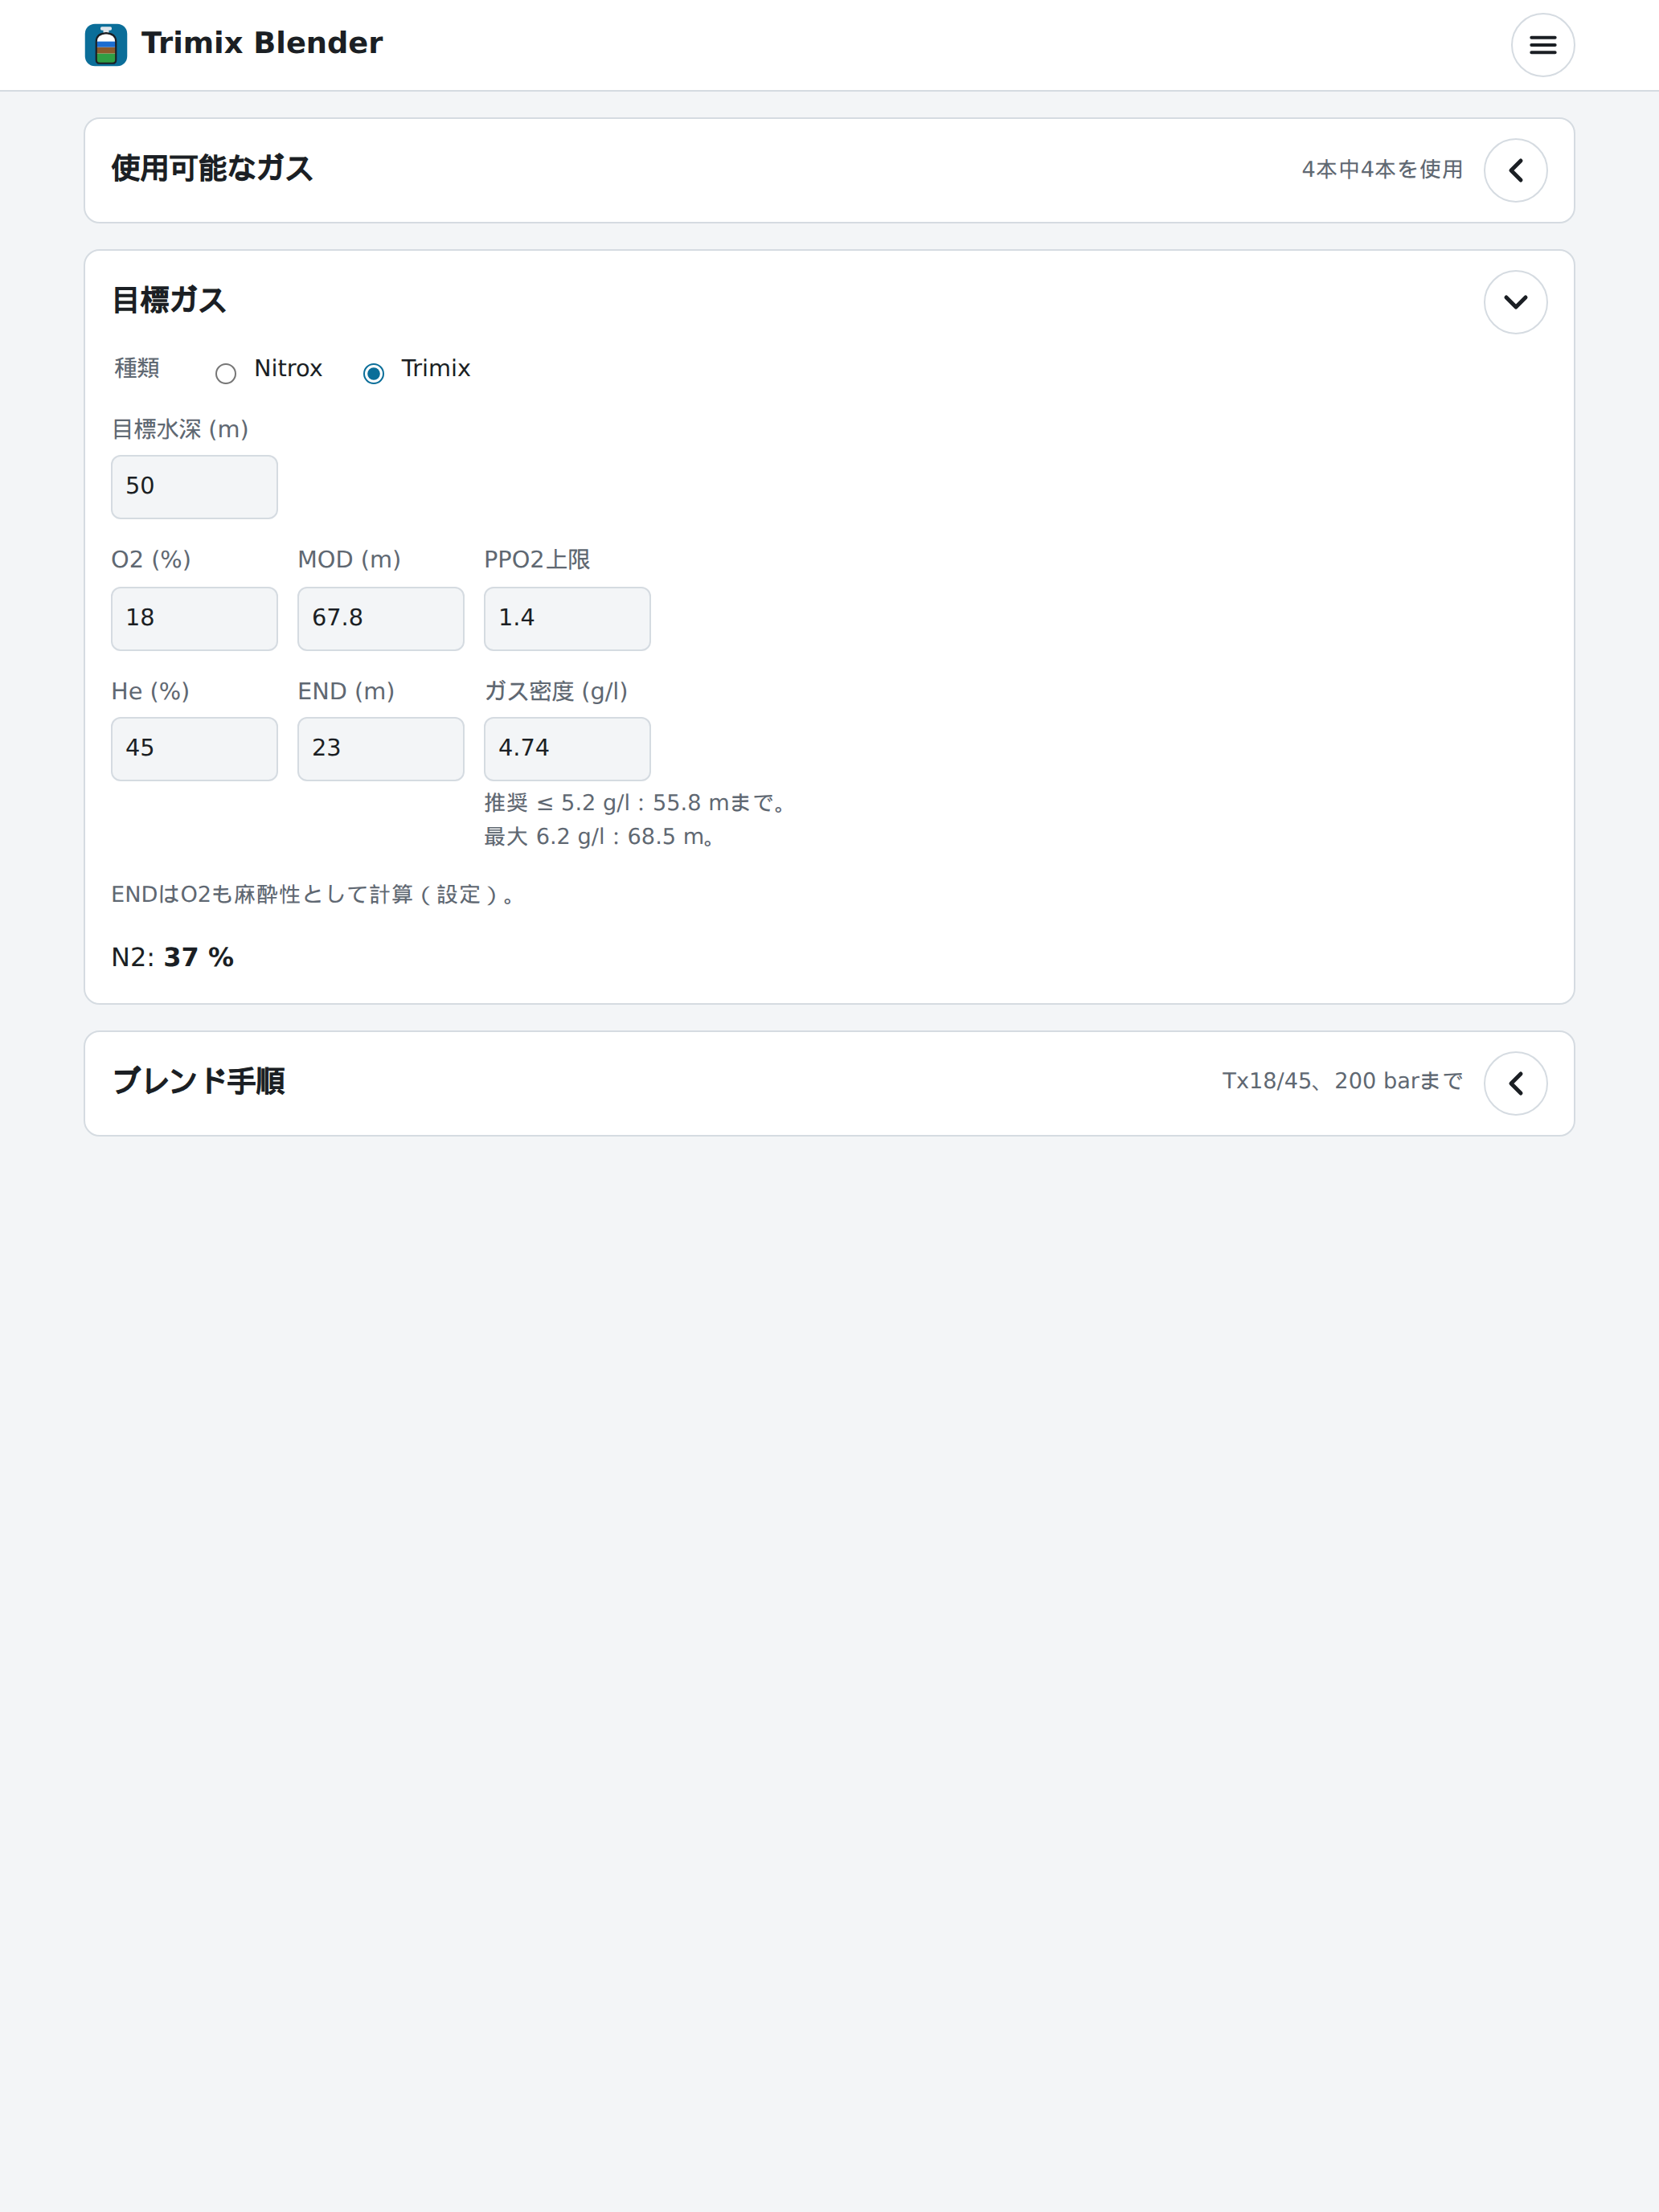 Trimix Blender
使用可能なガス 4本中4本を使用
目標ガス
種類 Nitrox Trimix
目標水深 (m)
50
O2 (%) MOD (m) PPO2上限
18 67.8 1.4
He (%) END (m) ガス密度 (g/l)
45 23 4.74
推奨 ≤ 5.2 g/l：55.8 mまで。
最大 6.2 g/l：68.5 m。
ENDはO2も麻酔性として計算（設定）。
N2: 37 %
ブレンド手順 Tx18/45、200 barまで